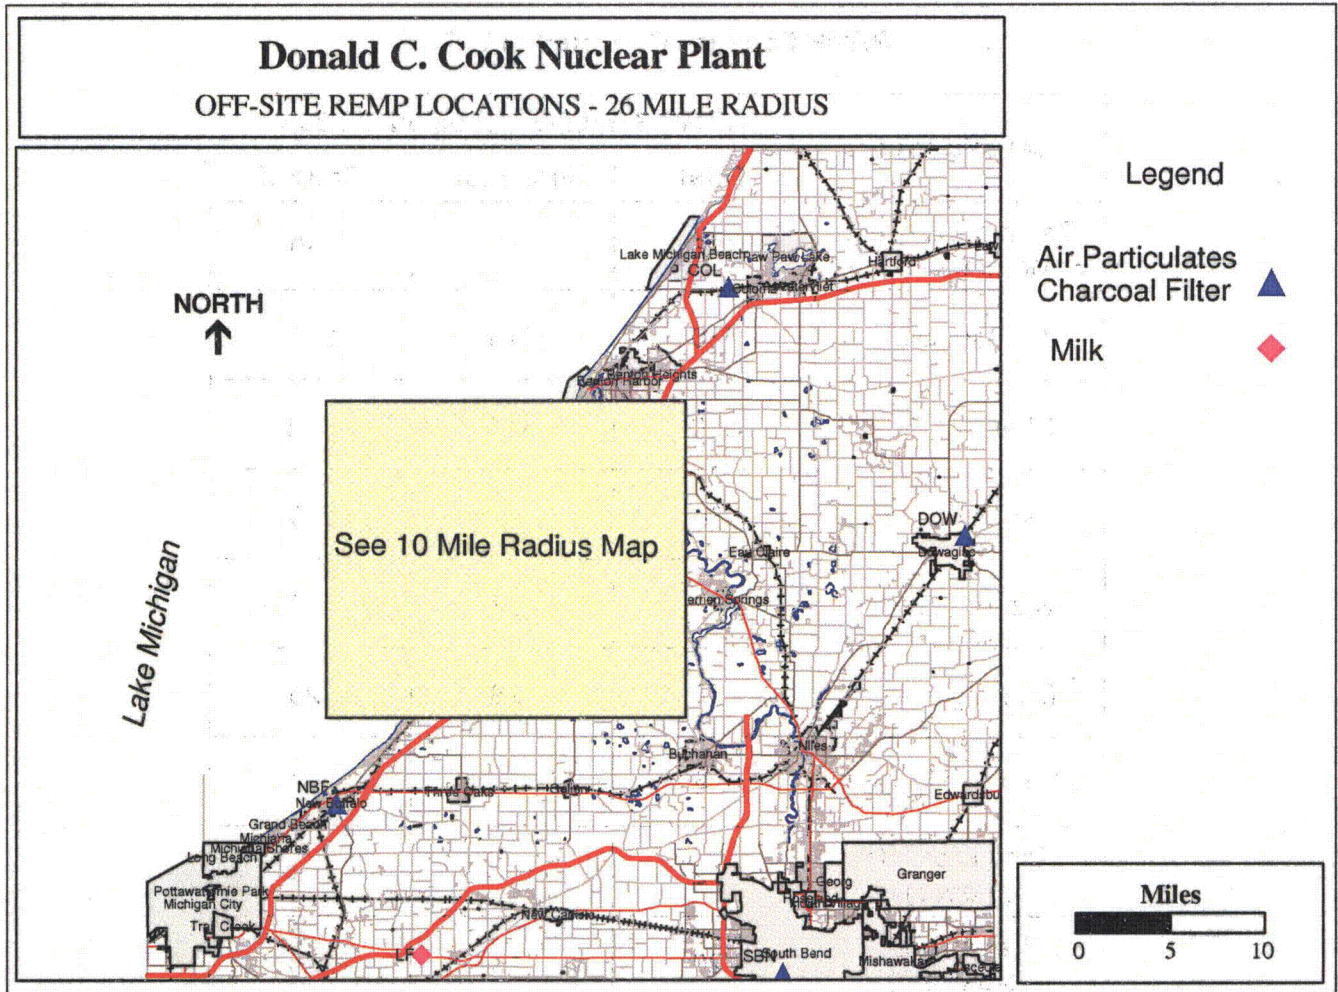 Donald C. Cook Nuclear Plant
OFF-SITE REMP LOCATIONS - 26 MILE RADIUS
Legend
Air Particulates
Charcoal Filter
Milk
NORTH
Lake Michigan
Lake Michigan Beach
Paw Paw Lake
Hartford
COL
Benton Heights
Benton Harbor
See 10 Mile Radius Map
DOW
Dowagiac
Eau Claire
Berrien Springs
Buchanan
Niles
NBF
New Buffalo
Three Oaks
Galien
Edwardsbu
Grand Beach
Michiana
Michiana Shores
Long Beach
Pottawattamie Park
Michigan City
Trail Creek
New Carlisle
LF
Granger
Georg
SBN
South Bend
Mishawaka
Miles
0 5 10